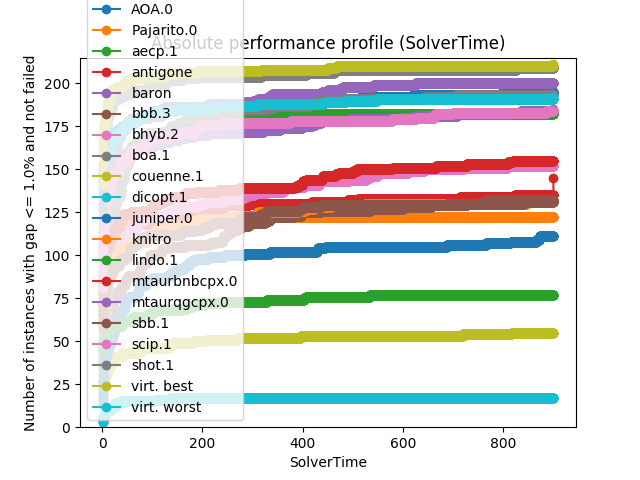 Absolute performance profile (SolverTime)
AOA.0
Pajarito.0
aecp.1
antigone
baron
bbb.3
bhyb.2
boa.1
couenne.1
dicopt.1
juniper.0
knitro
lindo.1
mtaurbnbcpx.0
mtaurqgcpx.0
sbb.1
scip.1
shot.1
virt. best
virt. worst
Number of instances with gap <= 1.0% and not failed
200
175
150
125
100
75
50
25
0
0 200 400 600 800
SolverTime